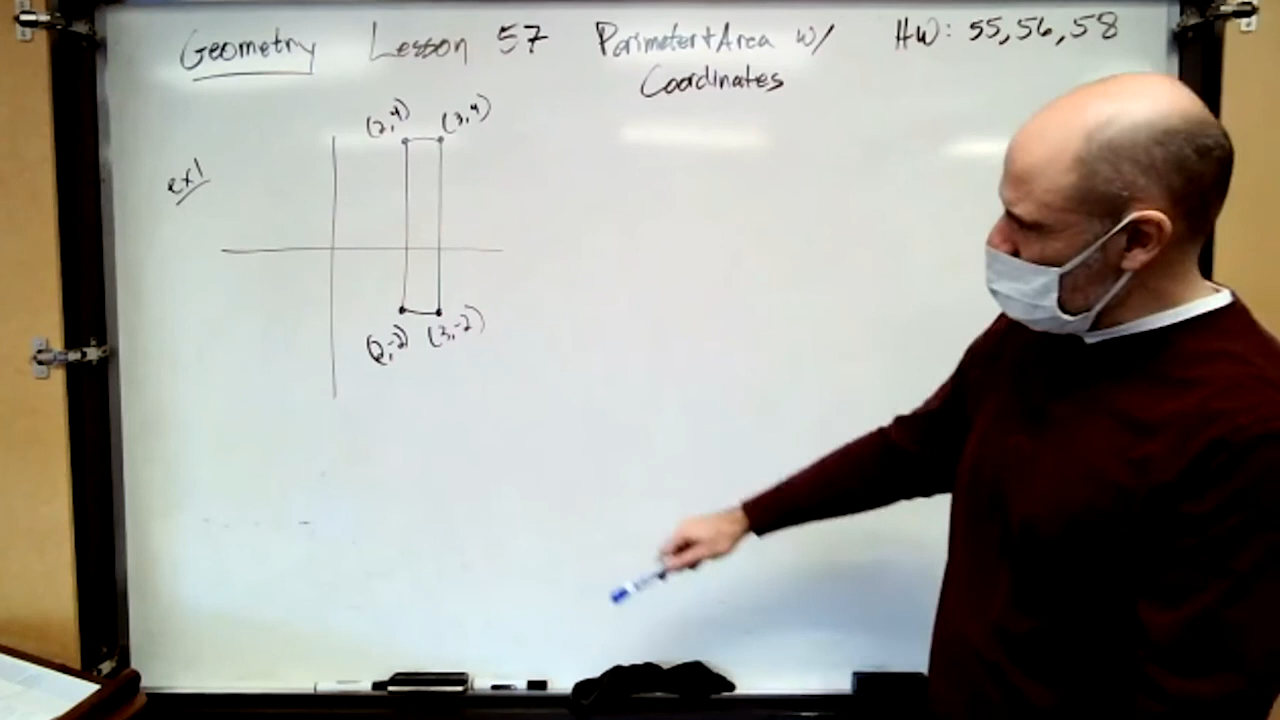 Geometry Lesson 57 Perimeter + Area w/ HW: 55, 56, 58
Coordinates
(2,4) (3,4)
ex1
(2,-2) (3,-2)